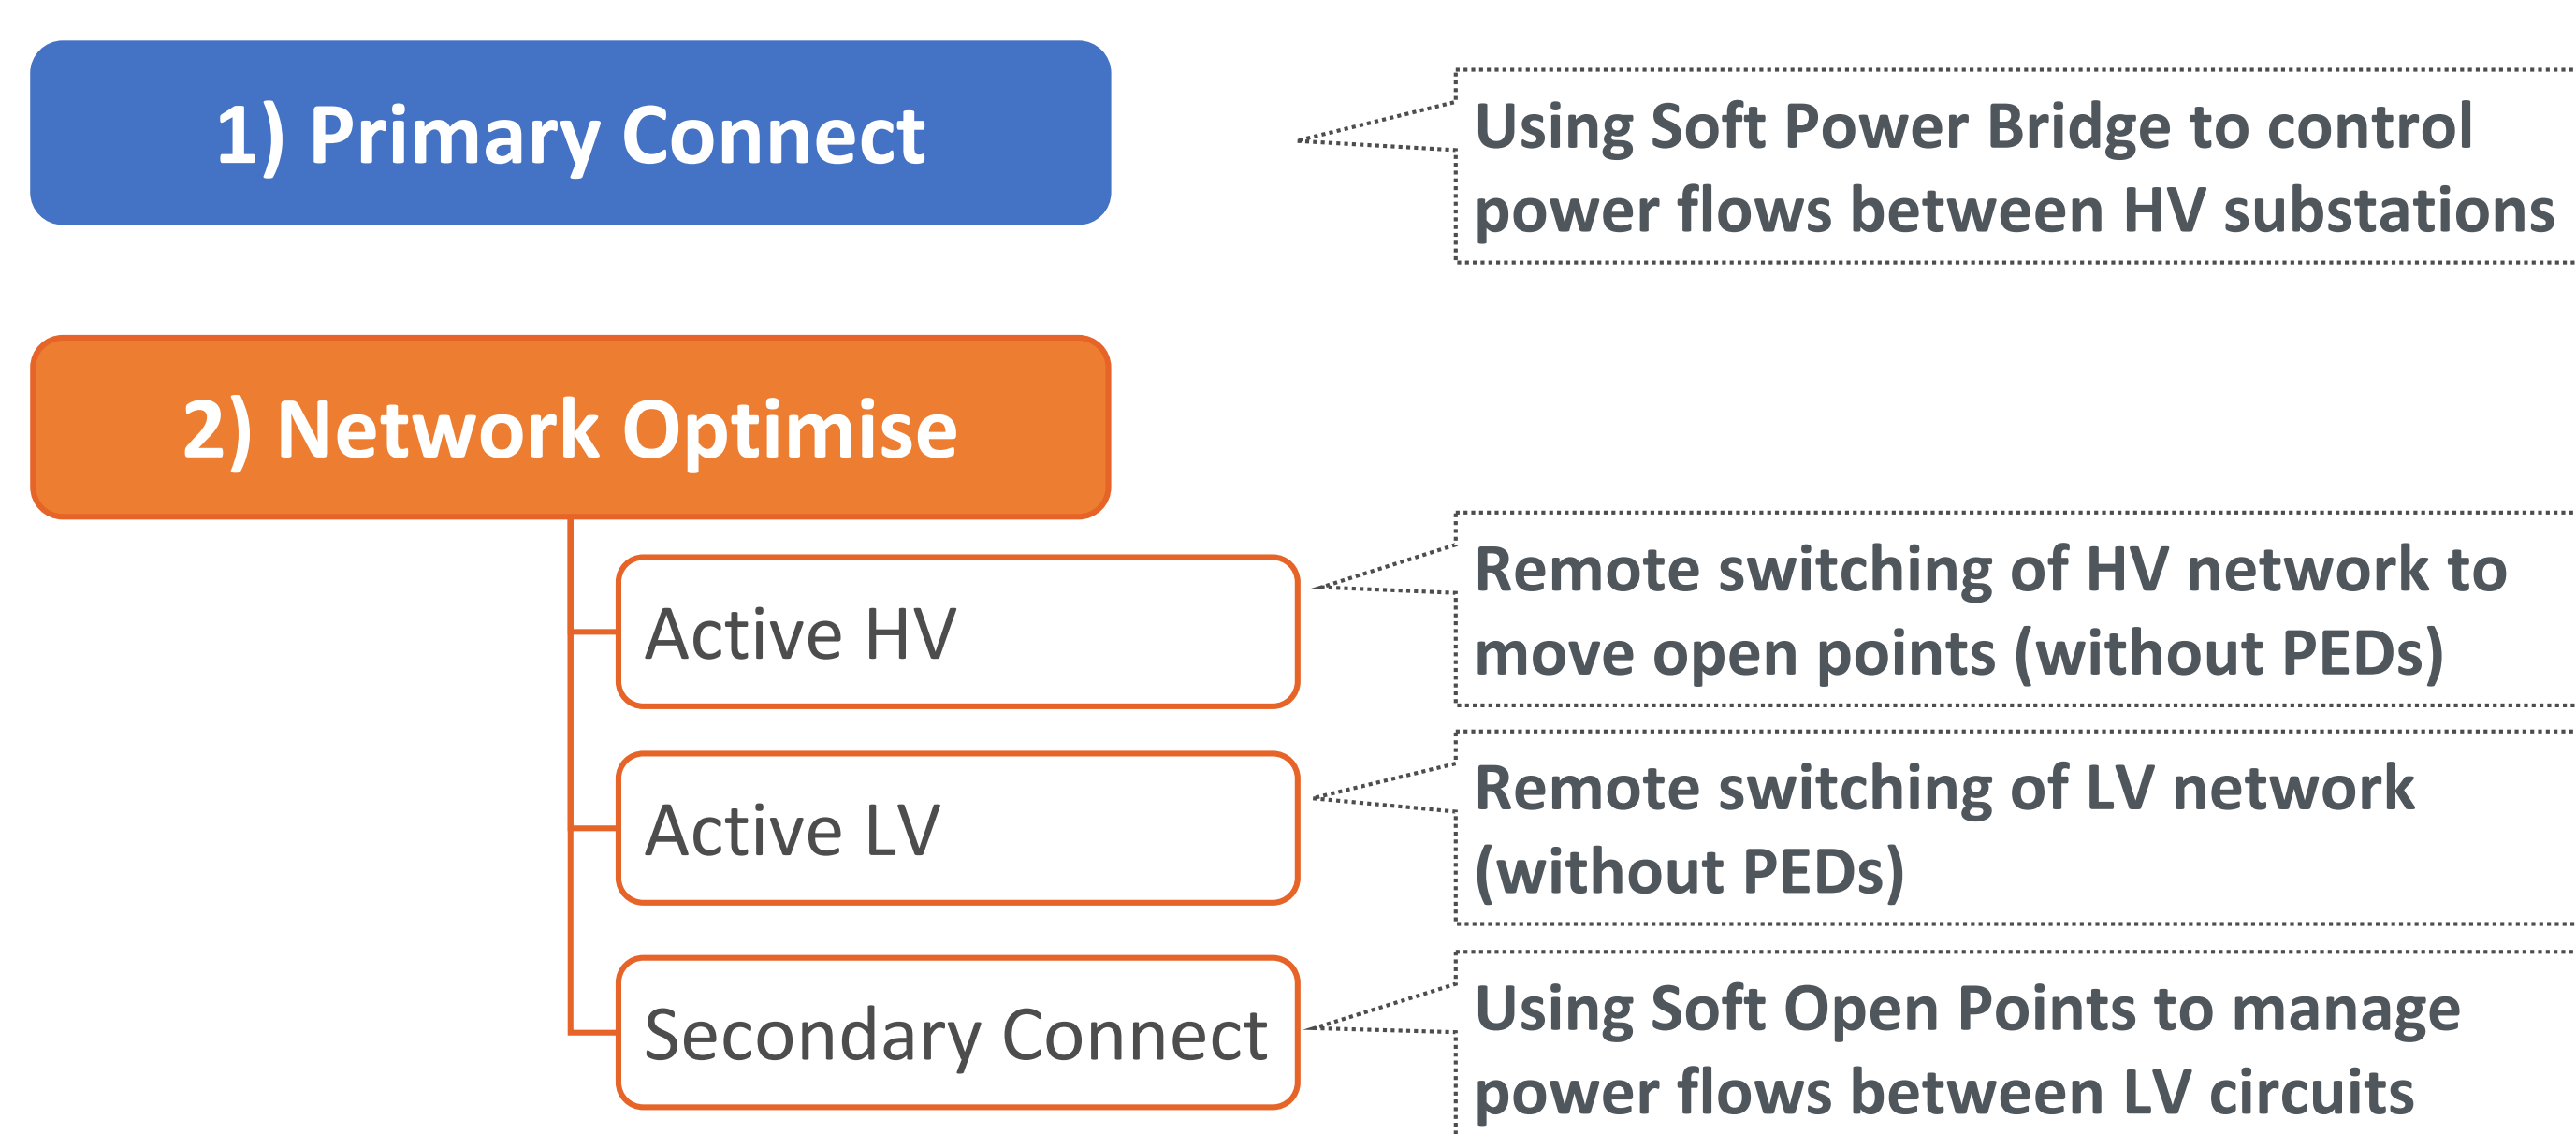 1) Primary Connect
Using Soft Power Bridge to control
power flows between HV substations
2) Network Optimise
Active HV
Remote switching of HV network to
move open points (without PEDs)
Active LV
Remote switching of LV network
(without PEDs)
Secondary Connect
Using Soft Open Points to manage
power flows between LV circuits